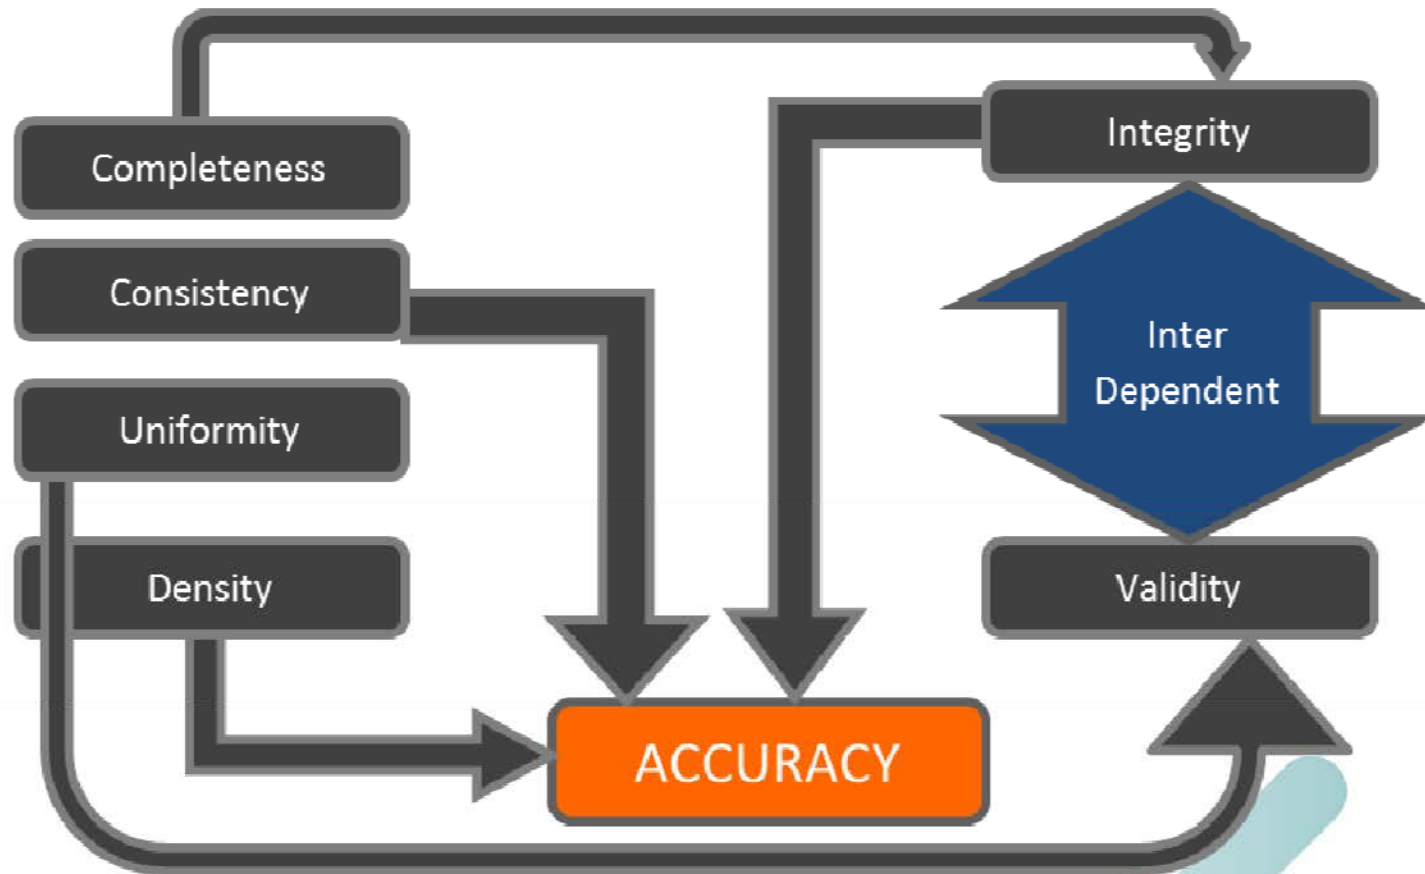 Completeness
Integrity
Consistency
Inter
Dependent
Uniformity
Density
Validity
ACCURACY